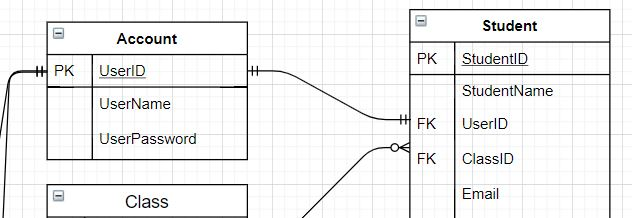 Account
PK UserID
UserName
UserPassword
Class
Student
PK StudentID
StudentName
FK UserID
FK ClassID
Email